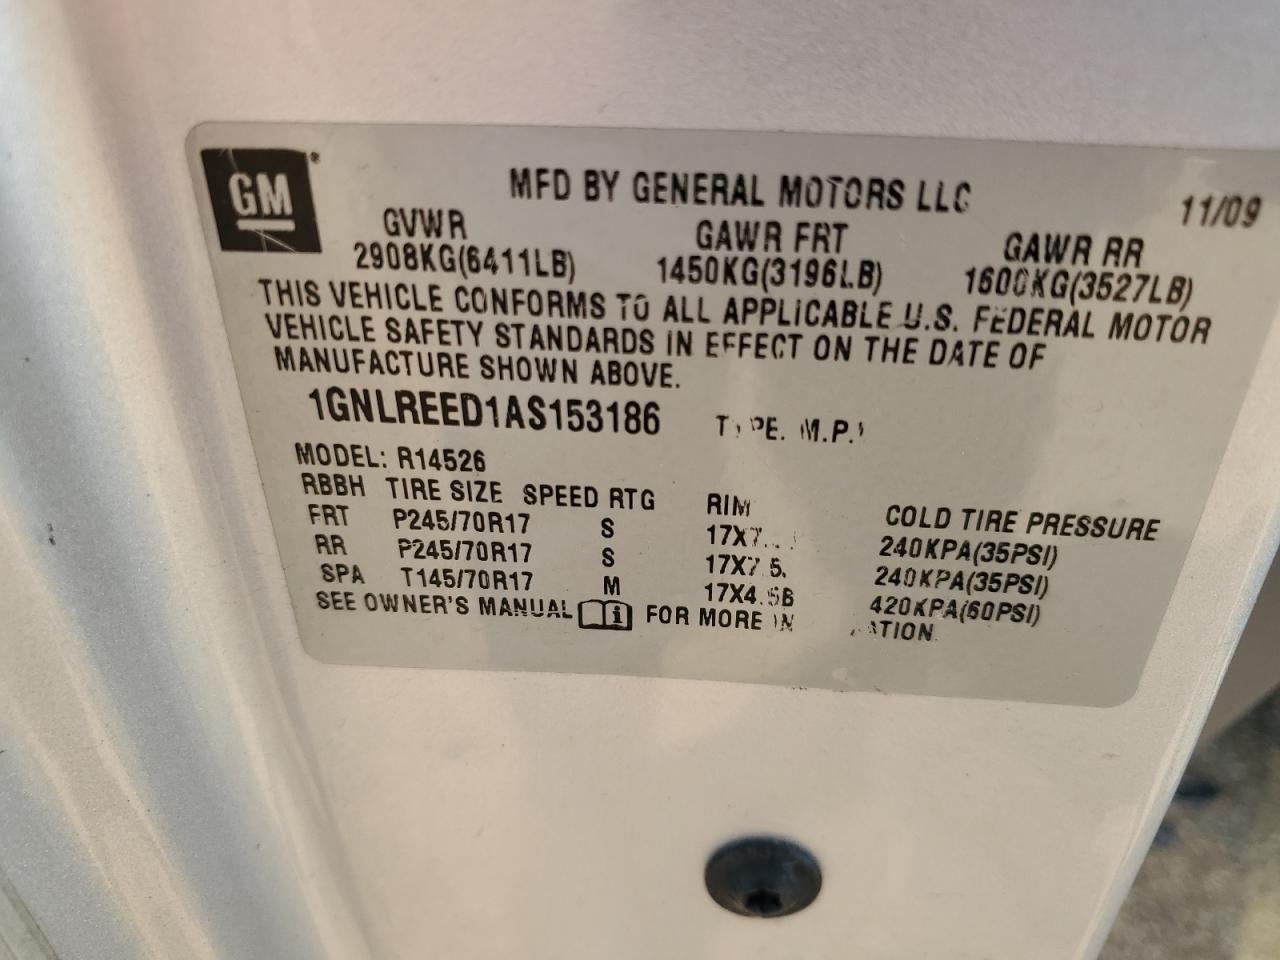 GM®
MFD BY GENERAL MOTORS LLC 11/09
GVWR GAWR FRT GAWR RR
2908KG(6411LB) 1450KG(3196LB) 1600KG(3527LB)
THIS VEHICLE CONFORMS TO ALL APPLICABLE U.S. FEDERAL MOTOR
VEHICLE SAFETY STANDARDS IN EFFECT ON THE DATE OF
MANUFACTURE SHOWN ABOVE.
1GNLREED1AS153186 TYPE. M.P.
MODEL: R14526
RBBH TIRE SIZE SPEED RTG RIM COLD TIRE PRESSURE
FRT P245/70R17 S 240KPA(35PSI)
RR P245/70R17 S 17X7.5 240KPA(35PSI)
SPA T145/70R17 M 17X4.5B 420KPA(60PSI)
SEE OWNER'S MANUAL FOR MORE